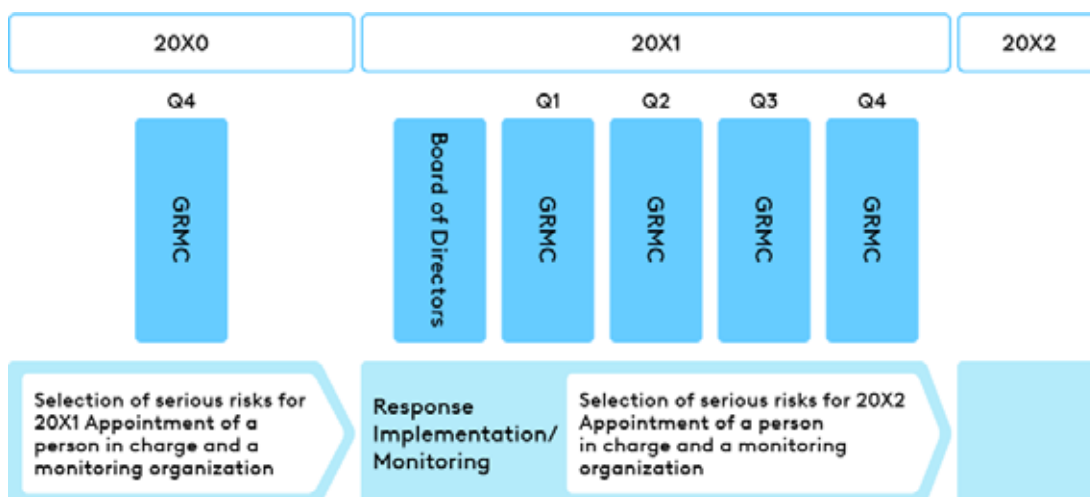 20X0
20X1
20X2
Q4
Q1
Q2
Q3
Q4
GRMC
Board of Directors
GRMC
GRMC
GRMC
GRMC
Selection of serious risks for
20X1 Appointment of a
person in charge and a
monitoring organization
Response
Implementation/
Monitoring
Selection of serious risks for 20X2
Appointment of a person
in charge and a monitoring
organization